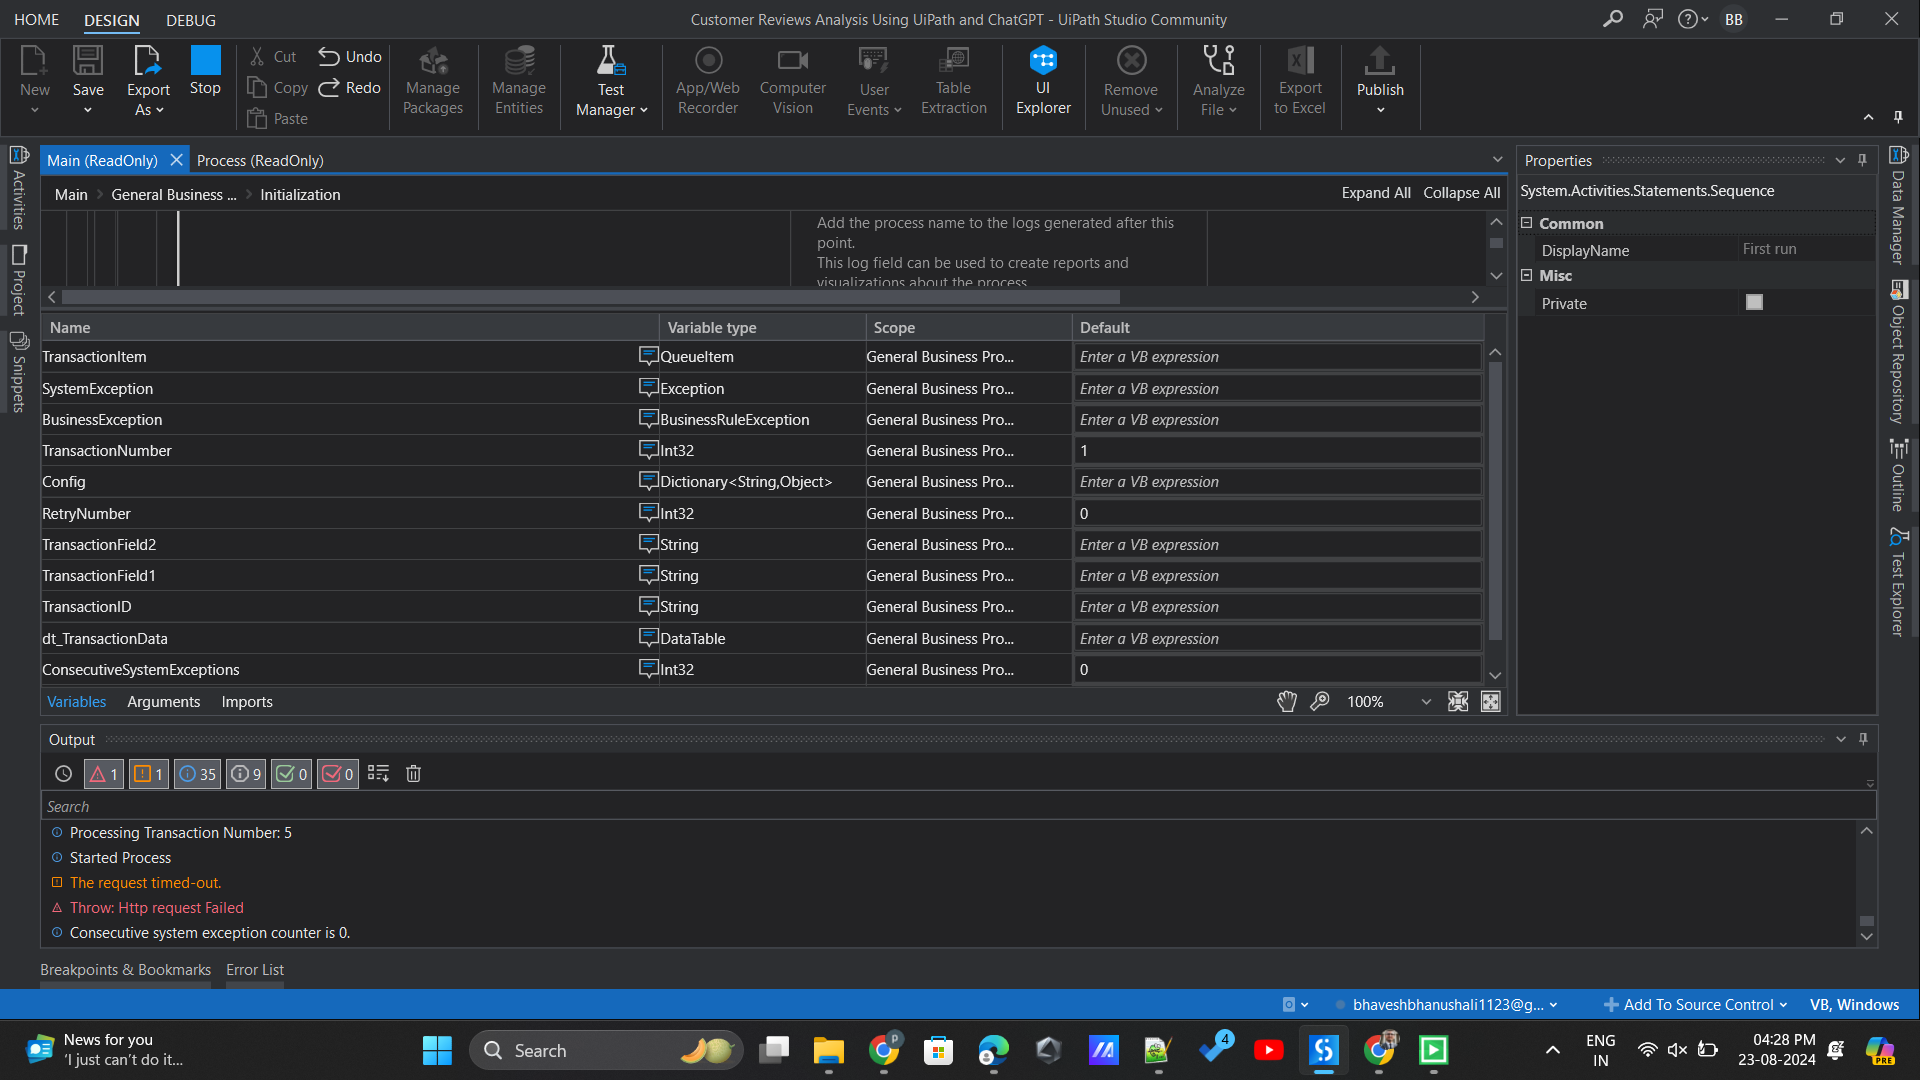 HOME DESIGN DEBUG Customer Reviews Analysis Using UiPath and ChatGPT - UiPath Studio Community BB
New Save Export As Stop Cut Copy Paste Undo Redo Manage Packages Manage Entities Test Manager App/Web Recorder Computer Vision User Events Table Extraction UI Explorer Remove Unused Analyze File Export to Excel Publish
Activities
Project
Snippets
Main (ReadOnly) Process (ReadOnly)
Main General Business ... Initialization Expand All Collapse All
Add the process name to the logs generated after this
point.
This log field can be used to create reports and
visualizations about the process
Name Variable type Scope Default
TransactionItem QueueItem General Business Pro... Enter a VB expression
SystemException Exception General Business Pro... Enter a VB expression
BusinessException BusinessRuleException General Business Pro... Enter a VB expression
TransactionNumber Int32 General Business Pro... 1
Config Dictionary<String,Object> General Business Pro... Enter a VB expression
RetryNumber Int32 General Business Pro... 0
TransactionField2 String General Business Pro... Enter a VB expression
TransactionField1 String General Business Pro... Enter a VB expression
TransactionID String General Business Pro... Enter a VB expression
dt_TransactionData DataTable General Business Pro... Enter a VB expression
ConsecutiveSystemExceptions Int32 General Business Pro... 0
Variables Arguments Imports 100%
Properties
System.Activities.Statements.Sequence
Common
DisplayName First run
Misc
Private
Data Manager
Object Repository
Outline
Test Explorer
Output
1 1 35 9 0 0
Search
Processing Transaction Number: 5
Started Process
The request timed-out.
Throw: Http request Failed
Consecutive system exception counter is 0.
Breakpoints & Bookmarks Error List
bhaveshbhanushali1123@g... Add To Source Control VB, Windows
News for you
'I just can't do it...
Search
P
4
ENG
IN
04:28 PM
23-08-2024
PRE